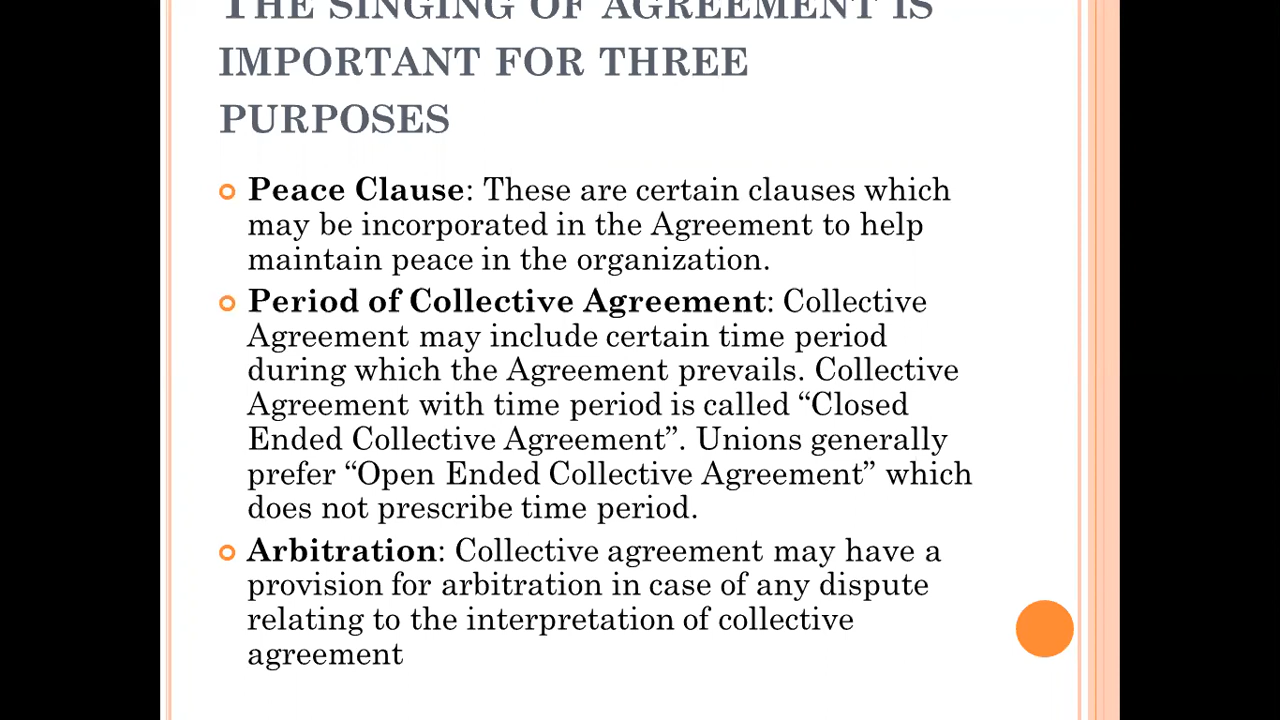 THE SINGING OF AGREEMENT IS
IMPORTANT FOR THREE
PURPOSES
Peace Clause: These are certain clauses which
may be incorporated in the Agreement to help
maintain peace in the organization.
Period of Collective Agreement: Collective
Agreement may include certain time period
during which the Agreement prevails. Collective
Agreement with time period is called “Closed
Ended Collective Agreement”. Unions generally
prefer “Open Ended Collective Agreement” which
does not prescribe time period.
Arbitration: Collective agreement may have a
provision for arbitration in case of any dispute
relating to the interpretation of collective
agreement